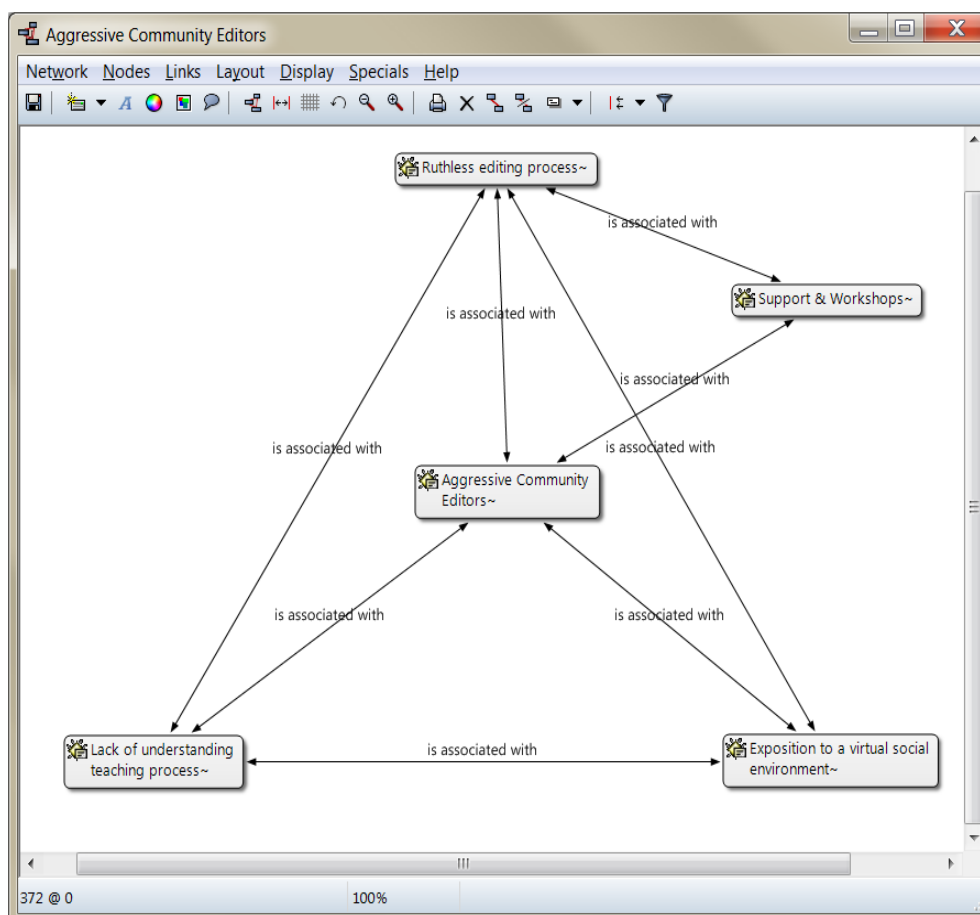 Aggressive Community Editors
Network Nodes Links Layout Display Specials Help
Ruthless editing process~
is associated with
Support & Workshops~
is associated with
is associated with
is associated with
is associated with
Aggressive Community
Editors~
is associated with
is associated with
Lack of understanding
teaching process~
is associated with
Exposition to a virtual social
environment~
372 @ 0
100%